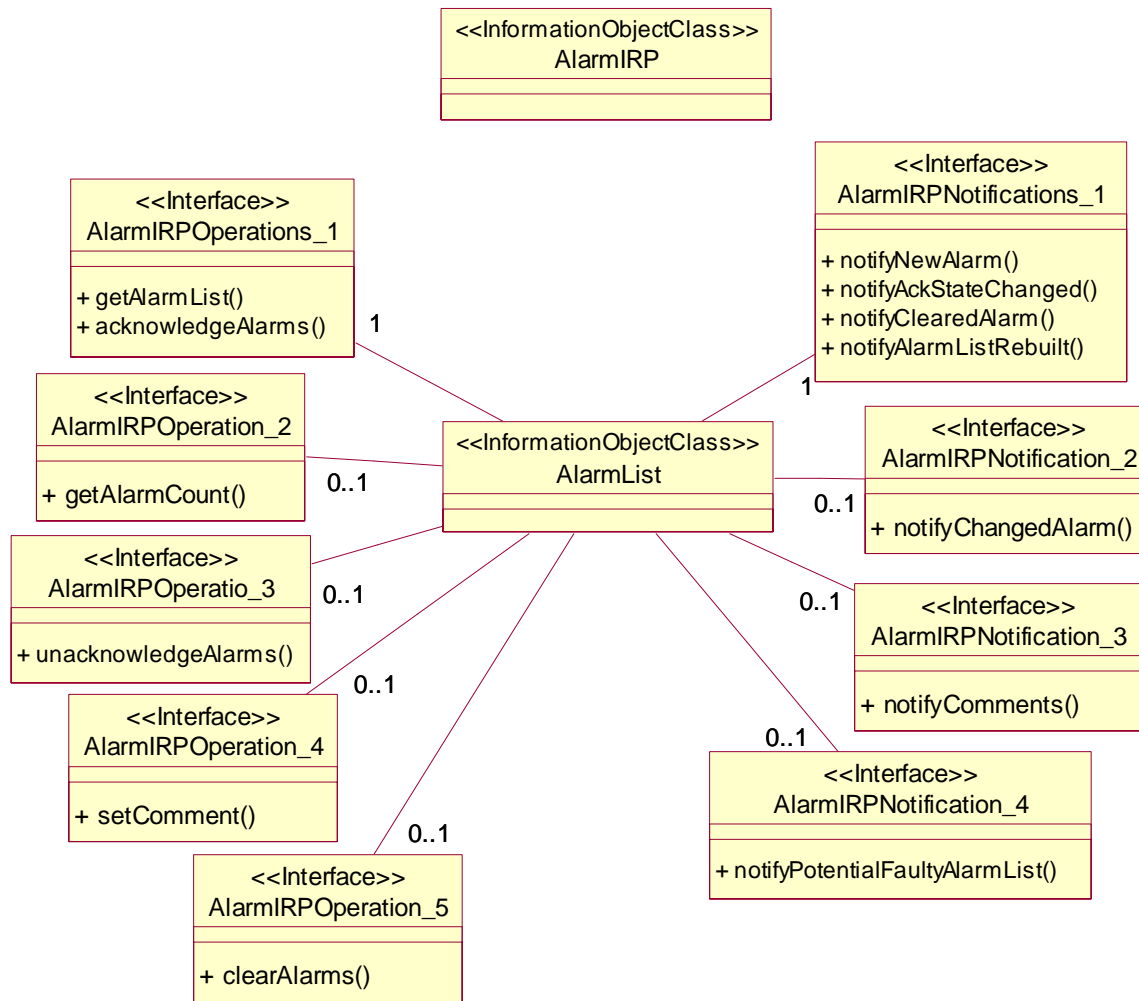 <<InformationObjectClass>>
AlarmIRP
<<Interface>>
AlarmIRPNotifications_1
+ notifyNewAlarm()
+ notifyAckStateChanged()
+ notifyClearedAlarm()
+ notifyAlarmListRebuilt()
1
<<Interface>>
AlarmIRPOperations_1
+ getAlarmList()
+ acknowledgeAlarms()
1
<<Interface>>
AlarmIRPOperation_2
+ getAlarmCount()
0..1
<<InformationObjectClass>>
AlarmList
<<Interface>>
AlarmIRPNotification_2
+ notifyChangedAlarm()
0..1
<<Interface>>
AlarmIRPOperatio_3
+ unacknowledgeAlarms()
0..1
<<Interface>>
AlarmIRPNotification_3
+ notifyComments()
0..1
<<Interface>>
AlarmIRPOperation_4
+ setComment()
0..1
<<Interface>>
AlarmIRPNotification_4
+ notifyPotentialFaultyAlarmList()
0..1
<<Interface>>
AlarmIRPOperation_5
+ clearAlarms()
0..1